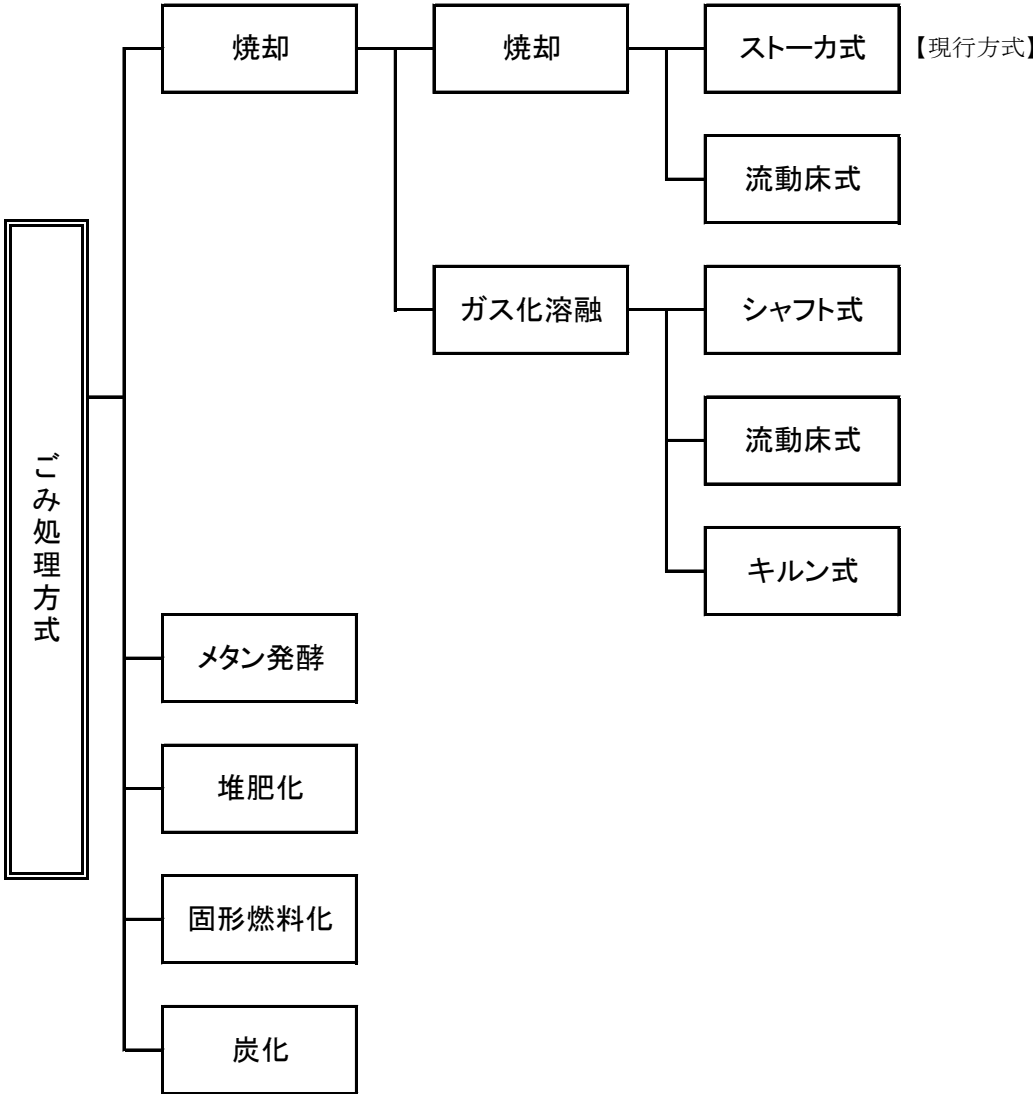 ごみ処理方式
焼却
焼却
ストーカ式
【現行方式】
流動床式
ガス化溶融
シャフト式
流動床式
キルン式
メタン発酵
堆肥化
固形燃料化
炭化